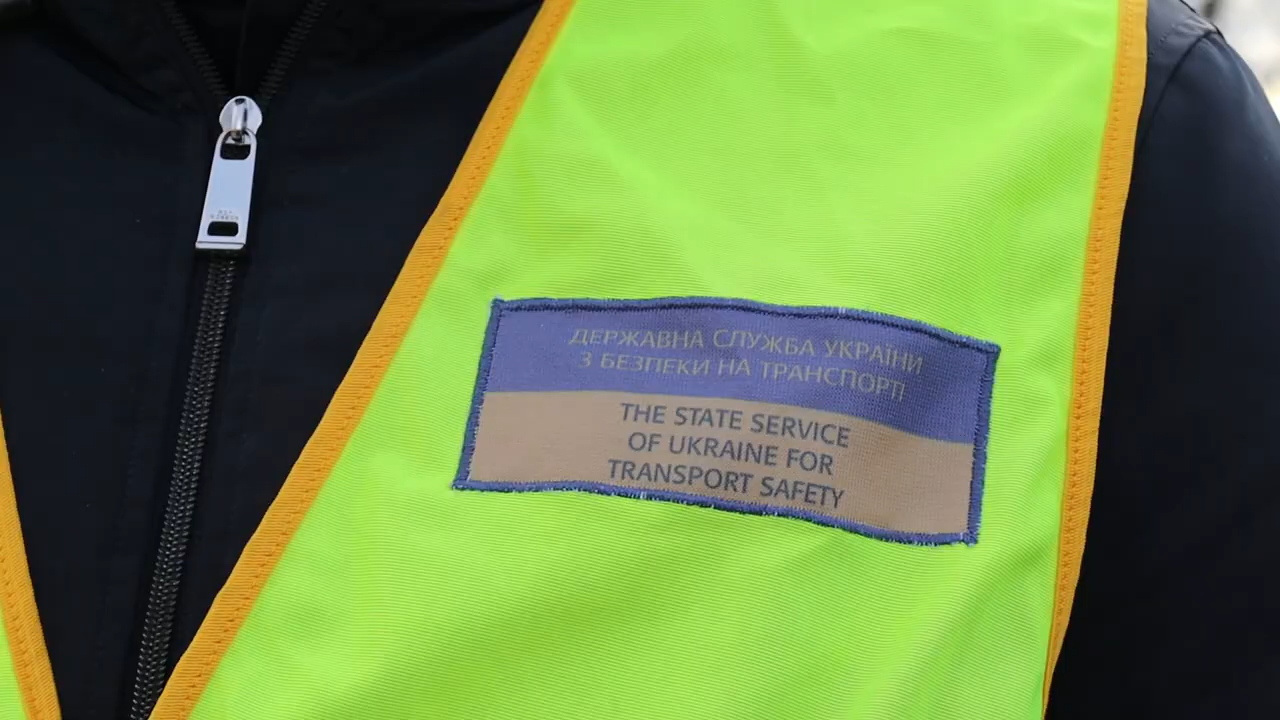 ДЕРЖАВНА СЛУЖБА УКРАЇНИ
З БЕЗПЕКИ НА ТРАНСПОРТІ
THE STATE SERVICE
OF UKRAINE FOR
TRANSPORT SAFETY